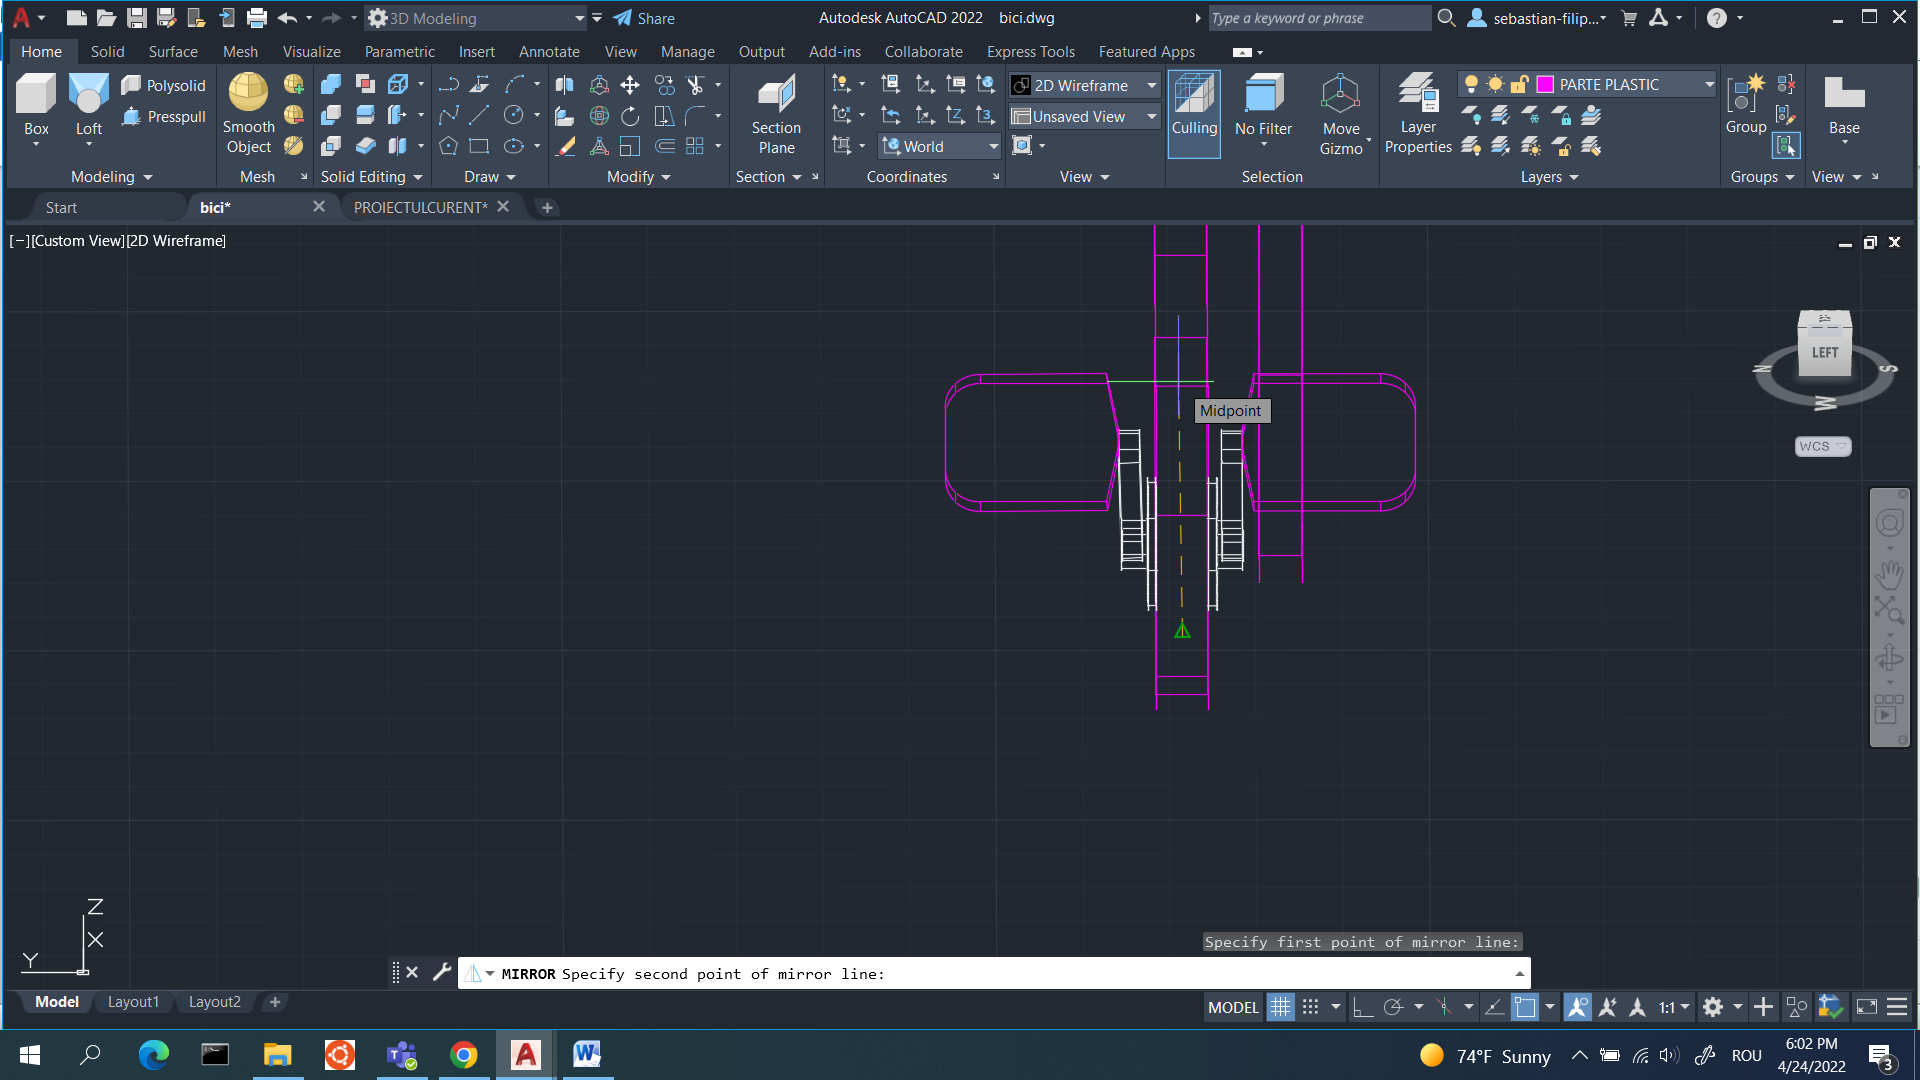 3D Modeling
Share
Autodesk AutoCAD 2022 bici.dwg
Type a keyword or phrase
sebastian-filip...
Home Solid Surface Mesh Visualize Parametric Insert Annotate View Manage Output Add-ins Collaborate Express Tools Featured Apps
Box
Loft
Polysolid
Presspull
Modeling
Smooth
Object
Mesh
Solid Editing
Draw
Modify
Section
Plane
Section
World
Coordinates
2D Wireframe
Unsaved View
View
Culling
No Filter
Move
Gizmo
Selection
Layer
Properties
PARTE PLASTIC
Layers
Group
Groups
Base
View
Start
bici*
PROIECTULCURENT*
[−][Custom View][2D Wireframe]
LEFT
N
S
W
WCS
Midpoint
Z
X
Y
Specify first point of mirror line:
MIRROR Specify second point of mirror line:
Model Layout1 Layout2
MODEL
1:1
74°F Sunny
ROU
6:02 PM
4/24/2022
3